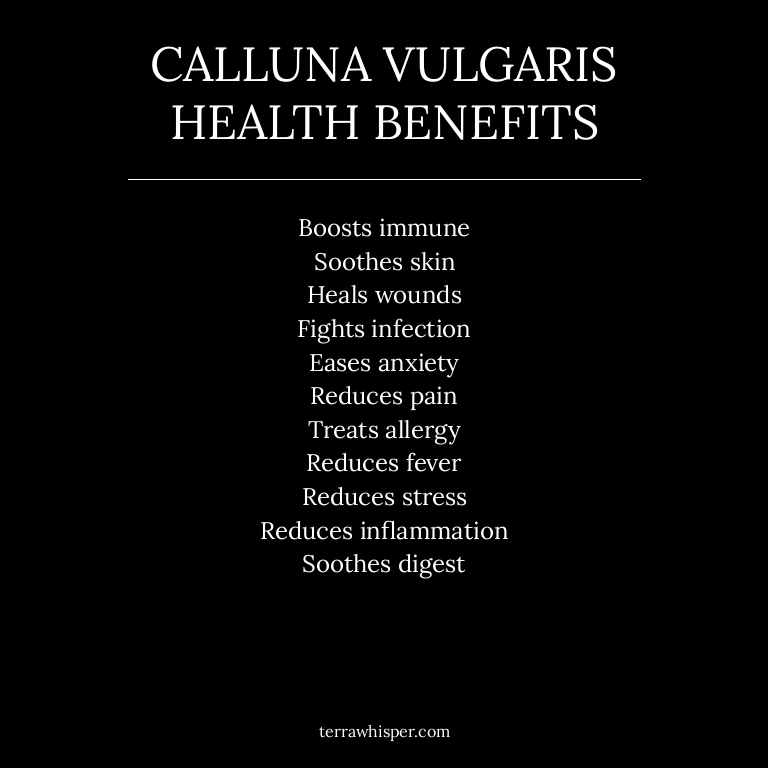 CALLUNA VULGARIS
HEALTH BENEFITS
Boosts immune
Soothes skin
Heals wounds
Fights infection
Eases anxiety
Reduces pain
Treats allergy
Reduces fever
Reduces stress
Reduces inflammation
Soothes digest
terrawhisper.com